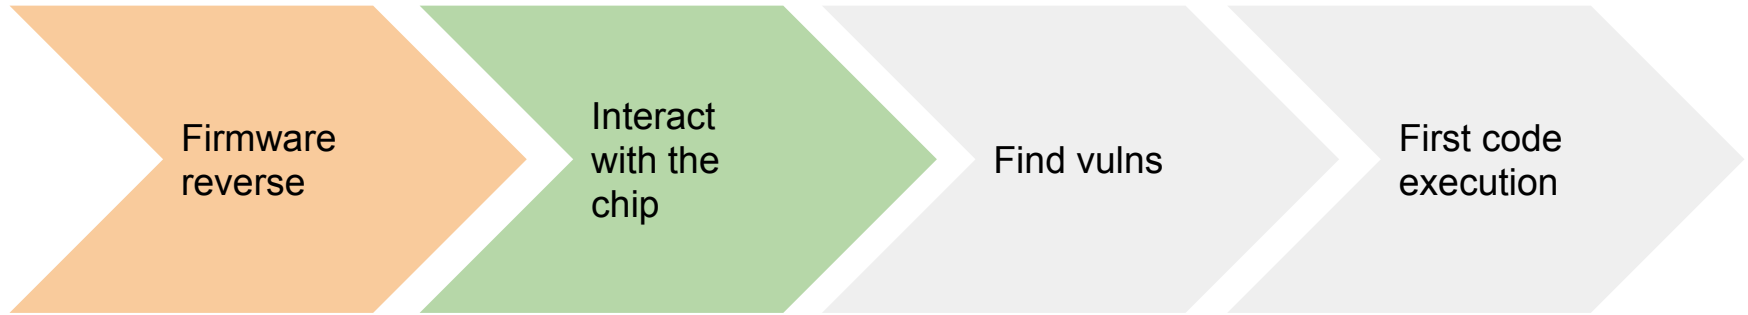 Firmware
reverse
Interact
with the
chip
Find vulns
First code
execution